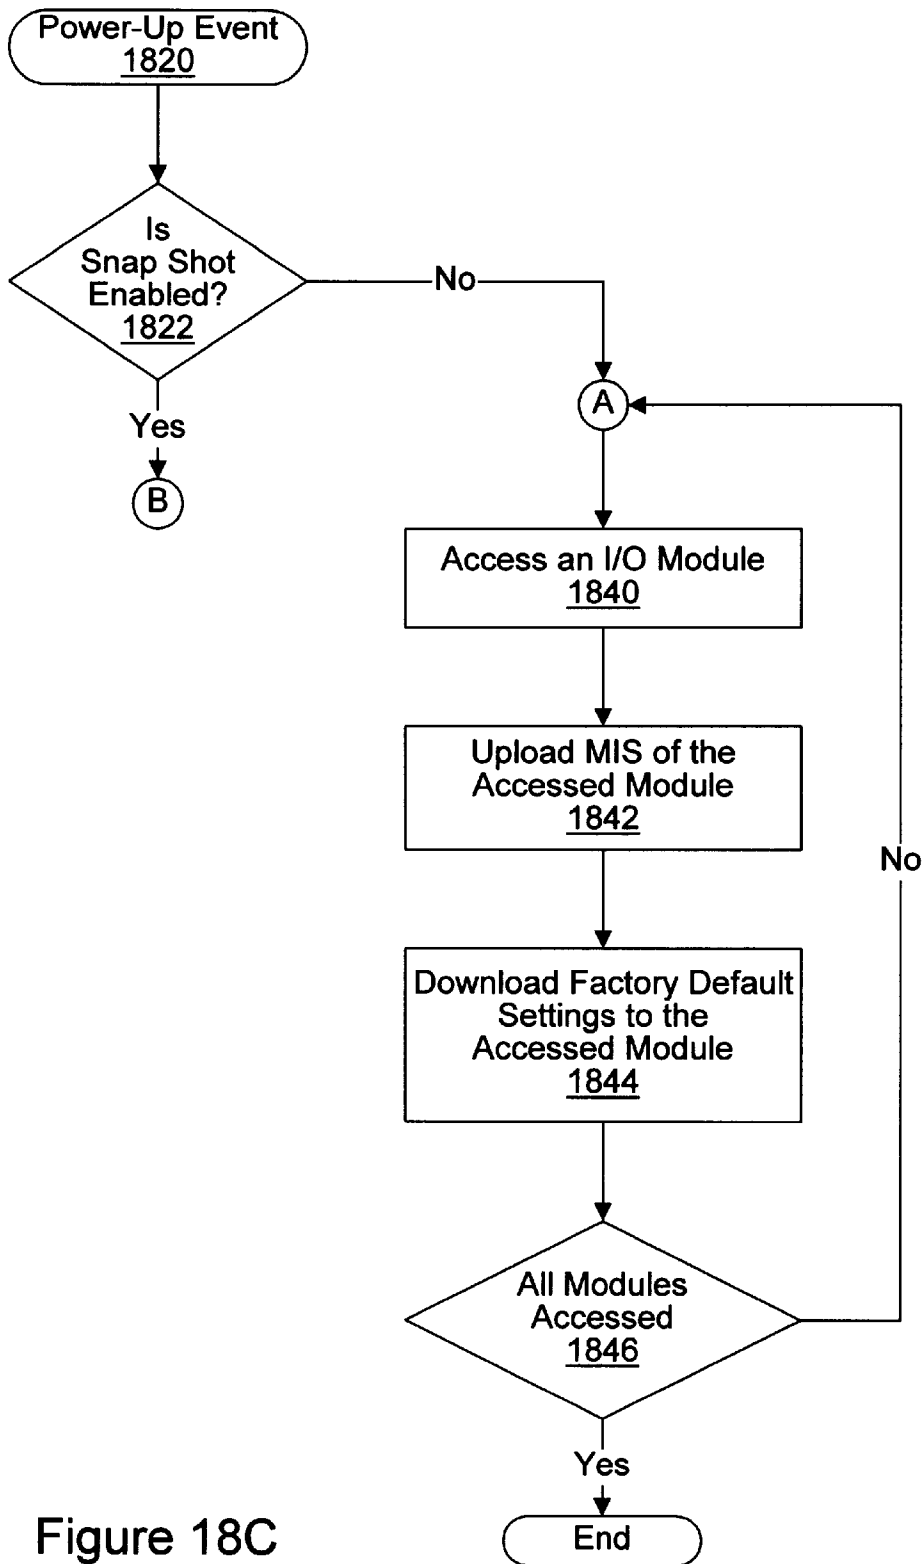 Power-Up Event
1820
Is
Snap Shot
Enabled?
1822
No
Yes
B
A
Access an I/O Module
1840
Upload MIS of the
Accessed Module
1842
Download Factory Default
Settings to the
Accessed Module
1844
No
All Modules
Accessed
1846
Yes
End
Figure 18C